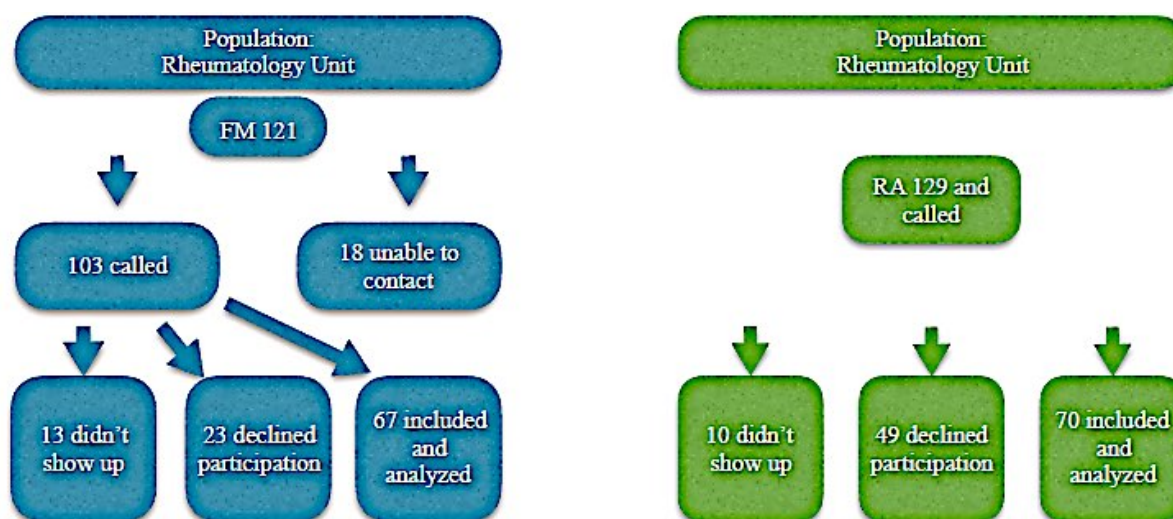 Population:
Rheumatology Unit
FM 121
103 called
18 unable to
contact
13 didn't
show up
23 declined
participation
67 included
and
analyzed
Population:
Rheumatology Unit
RA 129 and
called
10 didn't
show up
49 declined
participation
70 included
and
analyzed